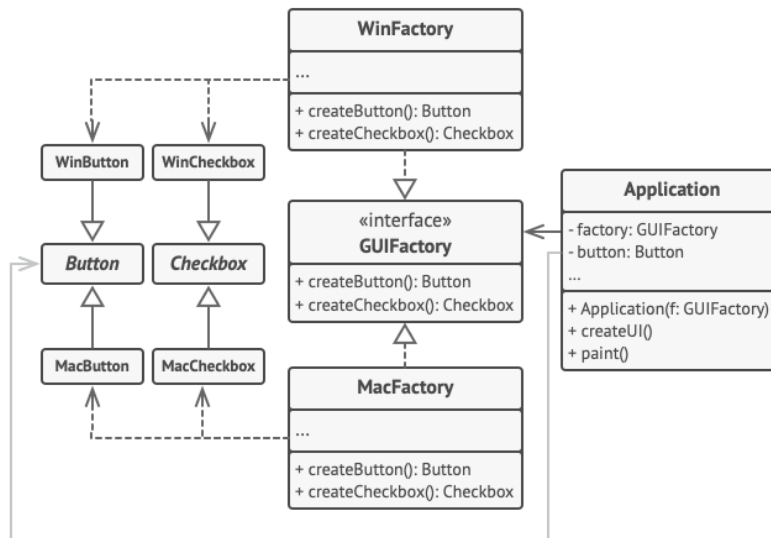 WinFactory
...
+ createButton(): Button
+ createCheckbox(): Checkbox
WinButton
WinCheckbox
Button
Checkbox
«interface»
GUIFactory
+ createButton(): Button
+ createCheckbox(): Checkbox
Application
- factory: GUIFactory
- button: Button
...
+ Application(f: GUIFactory)
+ createUI()
+ paint()
MacButton
MacCheckbox
MacFactory
...
+ createButton(): Button
+ createCheckbox(): Checkbox